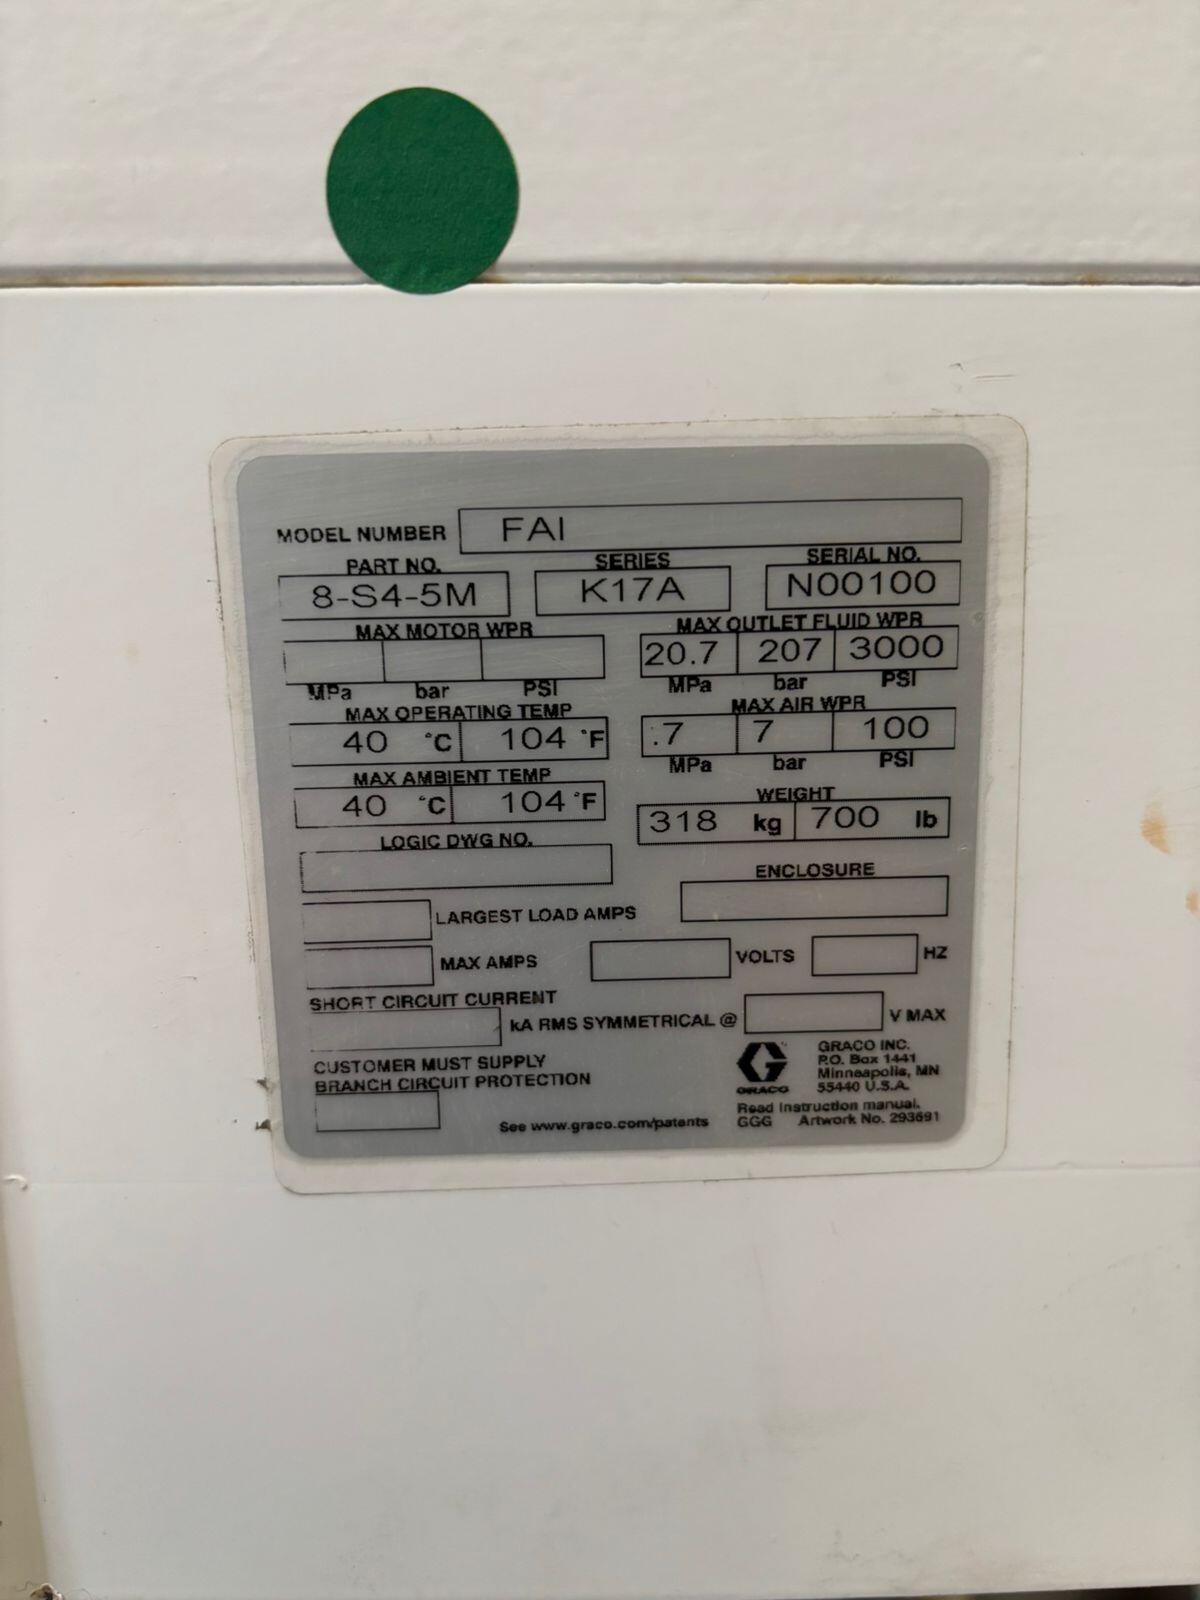 MODEL NUMBER FAI
PART NO. SERIES SERIAL NO.
8-S4-5M K17A N00100
MAX MOTOR WPR MAX OUTLET FLUID WPR
20.7 207 3000
MPa bar PSI MPa bar PSI
MAX OPERATING TEMP MAX AIR WPR
40 °C 104 °F .7 7 100
MPa bar PSI
MAX AMBIENT TEMP WEIGHT
40 °C 104 °F 318 kg 700 lb
LOGIC DWG NO.
ENCLOSURE
LARGEST LOAD AMPS
MAX AMPS VOLTS HZ
SHORT CIRCUIT CURRENT
kA RMS SYMMETRICAL @ V MAX
CUSTOMER MUST SUPPLY
BRANCH CIRCUIT PROTECTION
GRACO
GRACO INC.
P.O. Box 1441
Minneapolis, MN
55440 U.S.A.
Read Instruction manual.
See www.graco.com/patents GGG Artwork No. 293691